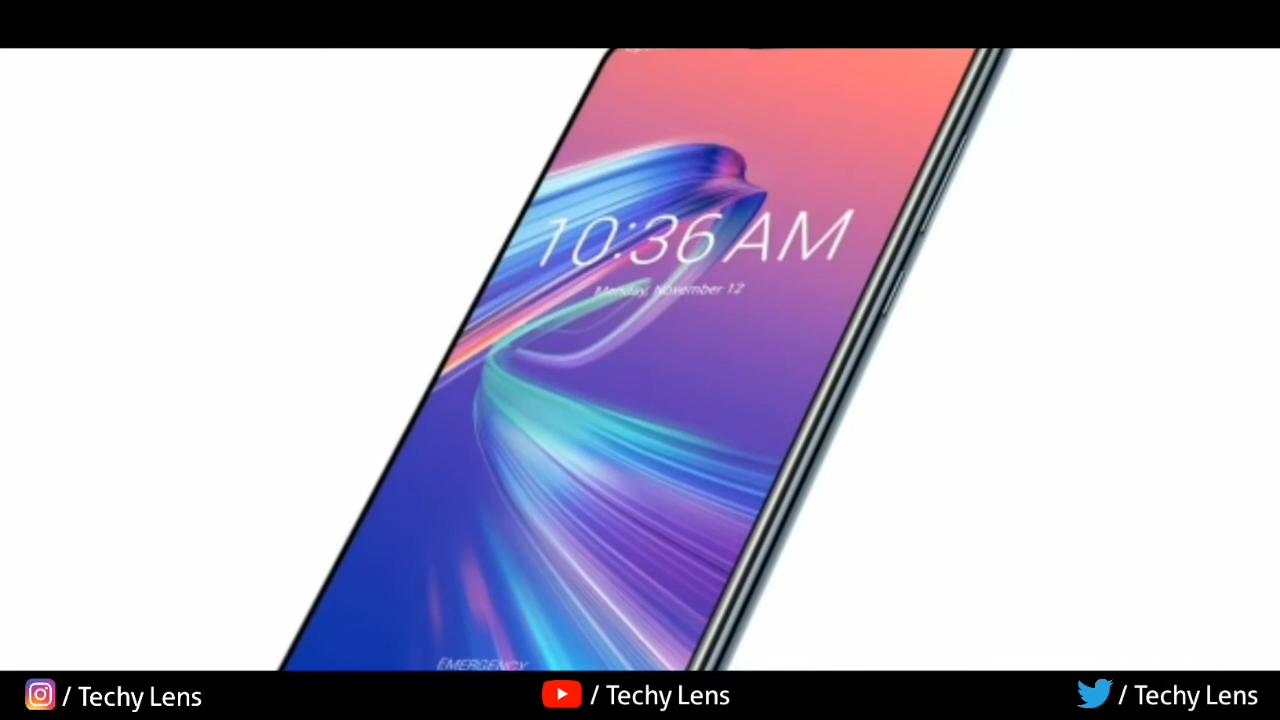 10:36 AM
Monday, November 12
EMERGENCY
/ Techy Lens
/ Techy Lens
/ Techy Lens